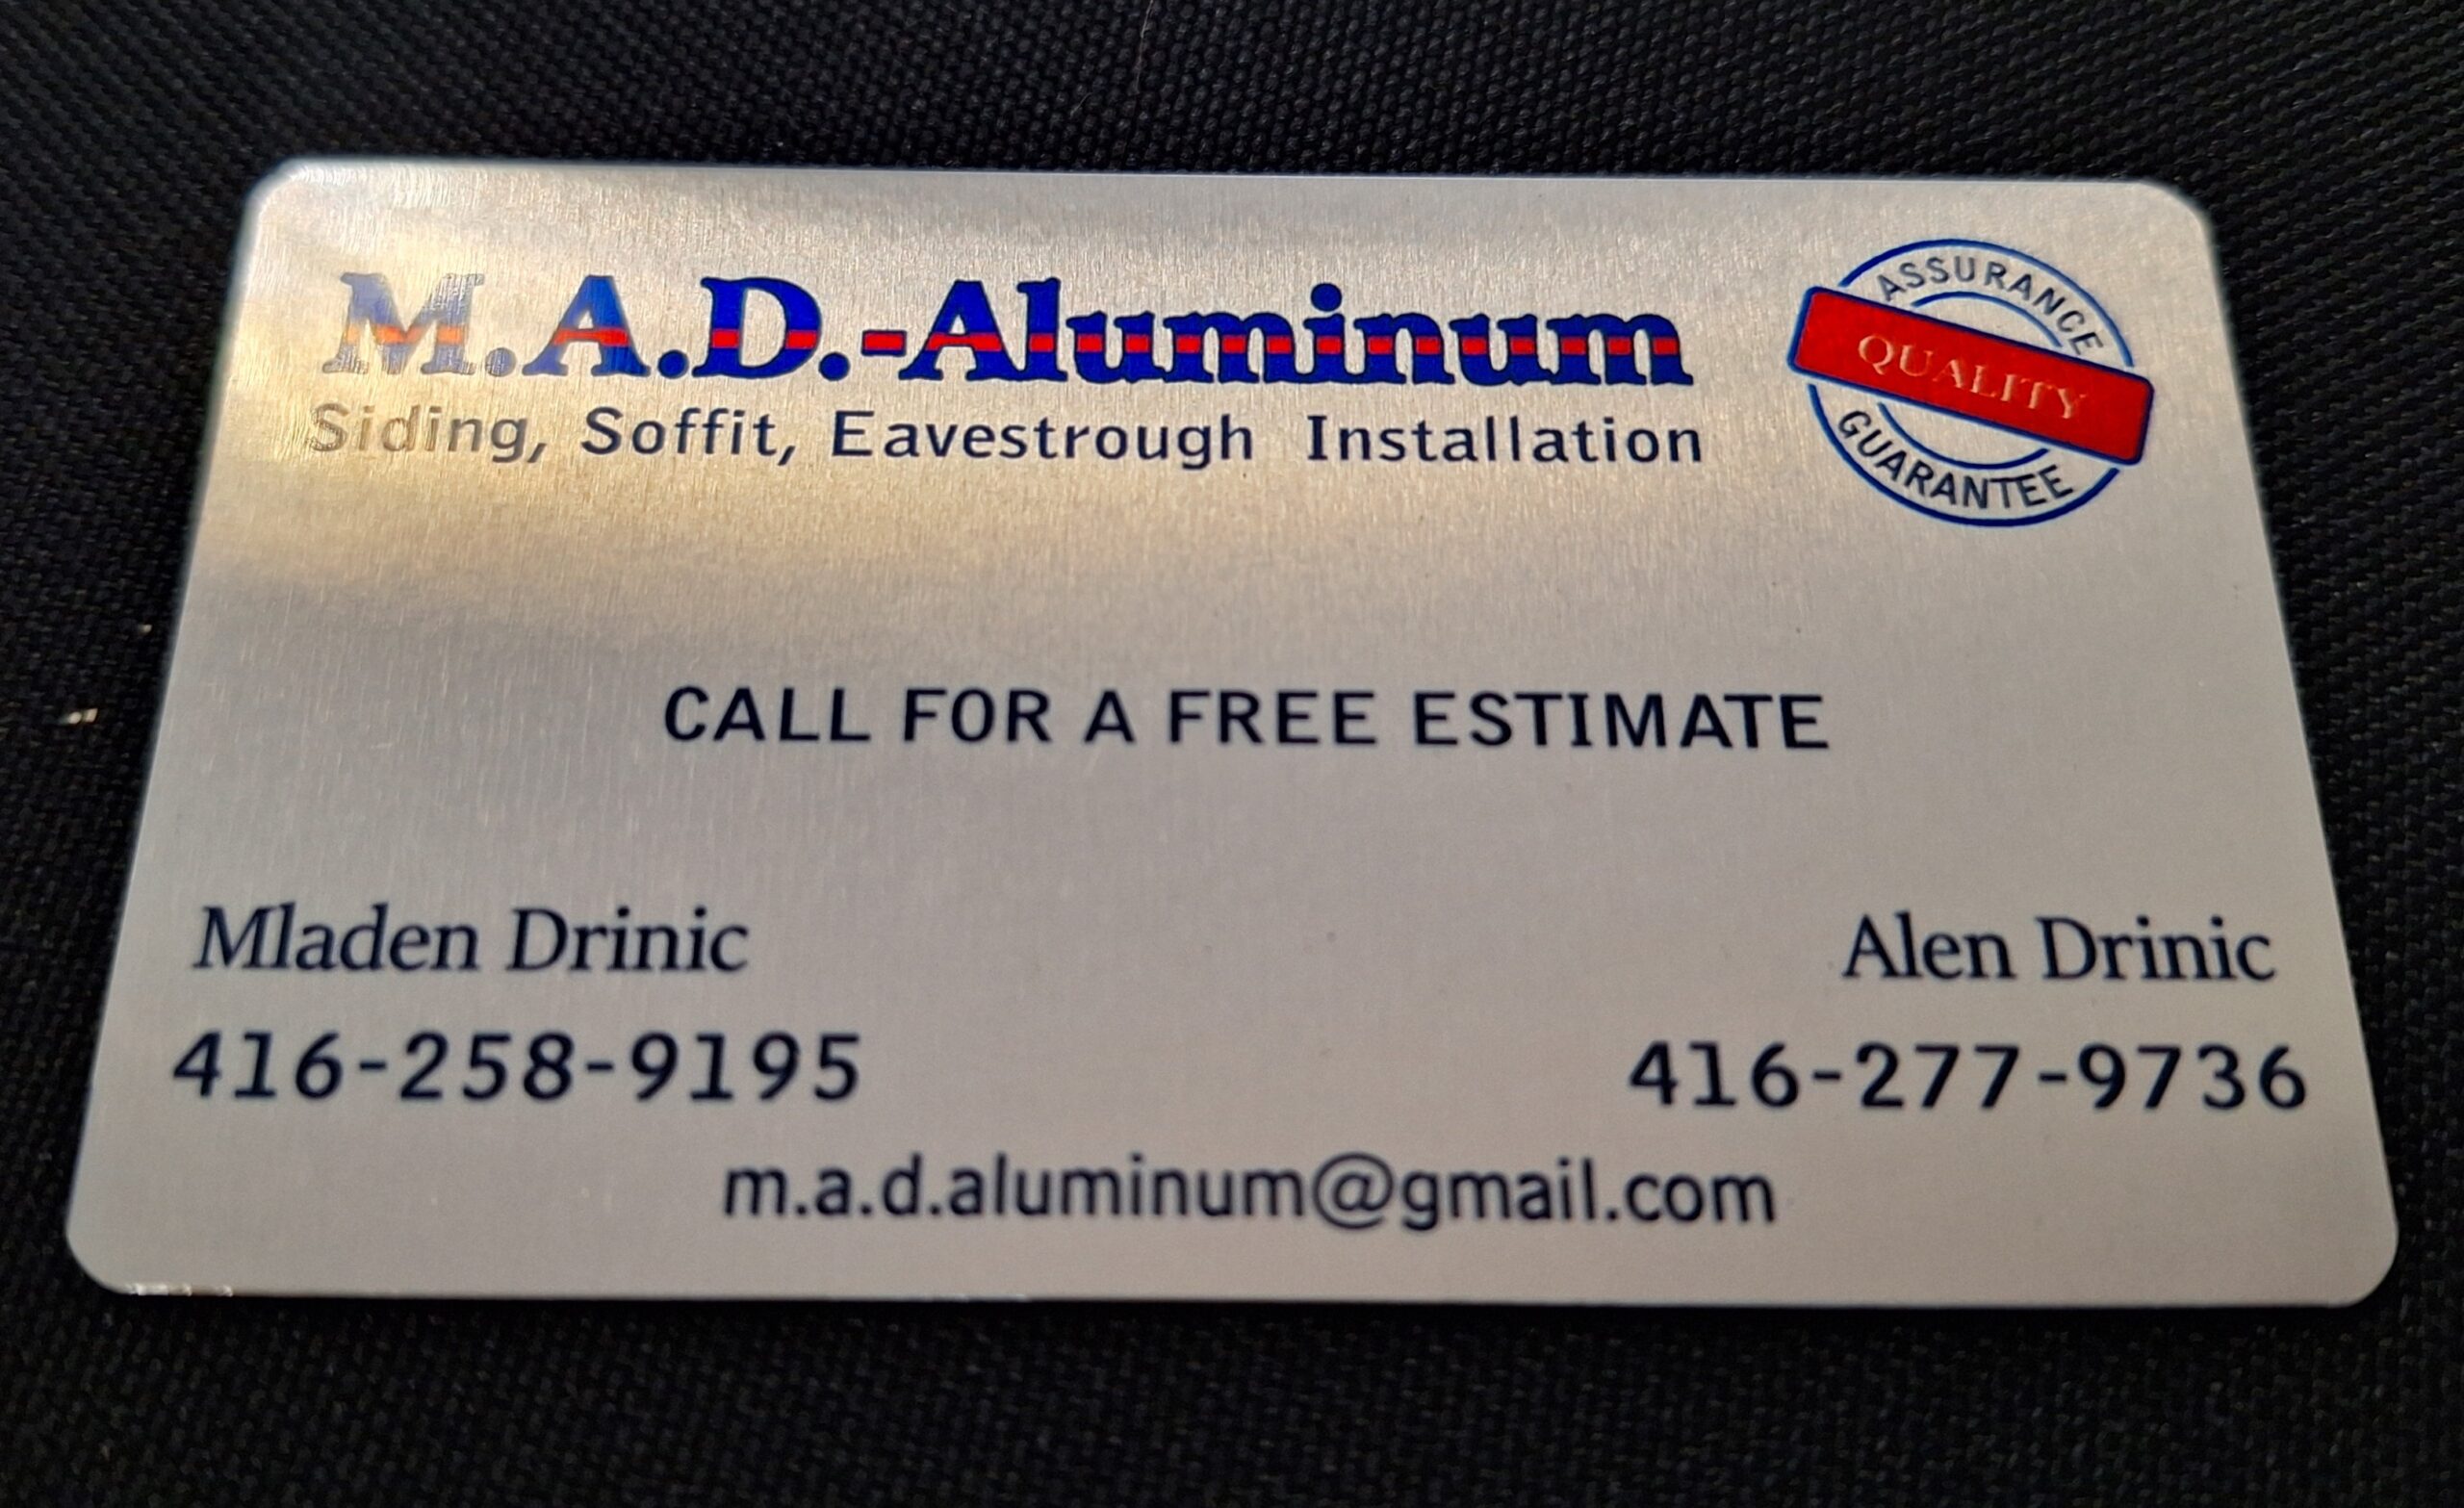 M.A.D.-Aluminum
Siding, Soffit, Eavestrough Installation
ASSURANCE
QUALITY
GUARANTEE
CALL FOR A FREE ESTIMATE
Mladen Drinic
416-258-9195
Alen Drinic
416-277-9736
m.a.d.aluminum@gmail.com